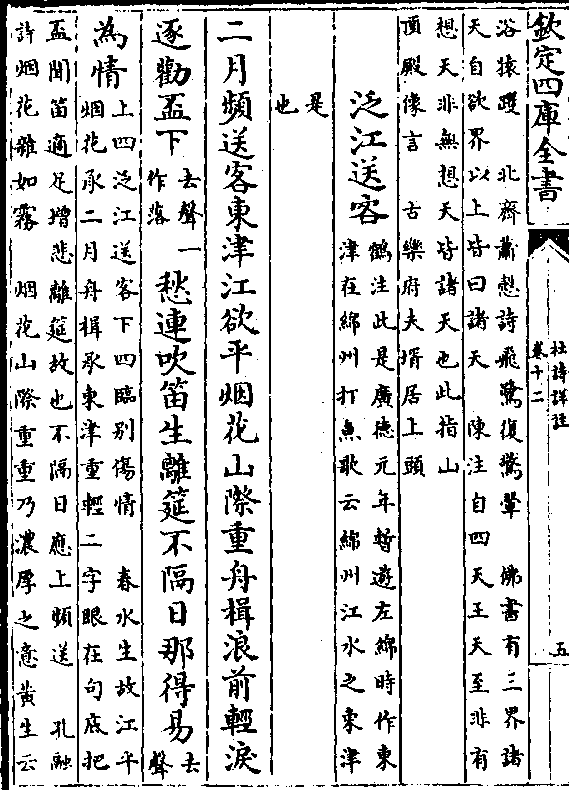 欽定四庫全書
杜詩詳註
卷十二
五
浴猿躩 北齊蕭慤詩飛鷺復驚翬 佛書有三界諸
天自欲界以上皆曰諸天 陳注自四天王天至非有
想天非無想天皆諸天也此指山
頂殿像言 古樂府夫壻居上頭
泛江送客
鶴注此是廣德元年暫遊左綿時作東
津在綿州打魚歌云綿州江水之東津
是
也
二月頻送客東津江欲平烟花山際重舟楫浪前輕淚
逐勸盃下
去聲一
作落
愁連吹笛生離筵不隔日那得易
去
聲
為情
上四泛江送客下四臨别傷情 春水生故江平
烟花承二月舟楫承東津重輕二字眼在句底把
盃聞笛適足增悲離筵故也不隔日應上頻送 孔融
詩烟花雜如霧 烟花山際重重乃濃厚之意黄生云